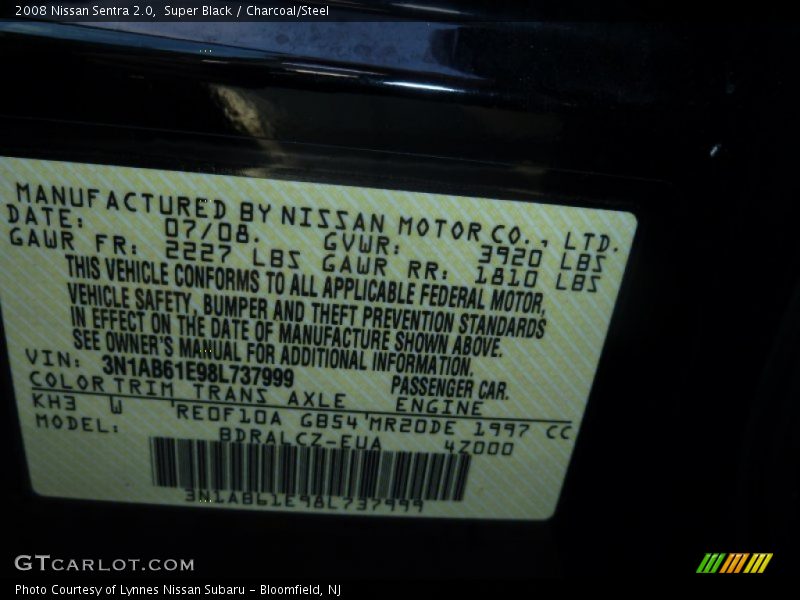 2008 Nissan Sentra 2.0,  Super Black / Charcoal/Steel
MANUFACTURED BY NISSAN MOTOR CO., LTD.
DATE: 07/08. GVWR: 3920 LBS
GAWR FR: 2227 LBS GAWR RR: 1810 LBS
THIS VEHICLE CONFORMS TO ALL APPLICABLE FEDERAL MOTOR,
VEHICLE SAFETY, BUMPER AND THEFT PREVENTION STANDARDS
IN EFFECT ON THE DATE OF MANUFACTURE SHOWN ABOVE.
SEE OWNER'S MANUAL FOR ADDITIONAL INFORMATION.
VIN: 3N1AB61E98L737999 PASSENGER CAR.
COLOR TRIM TRANS AXLE ENGINE
KH3 W RE0F10A GB54 MR20DE 1997 CC
MODEL: BDRALCZ-EUA 4Z000
3N1AB61E98L737999
GTCARLOT.COM
Photo Courtesy of Lynnes Nissan Subaru - Bloomfield, NJ